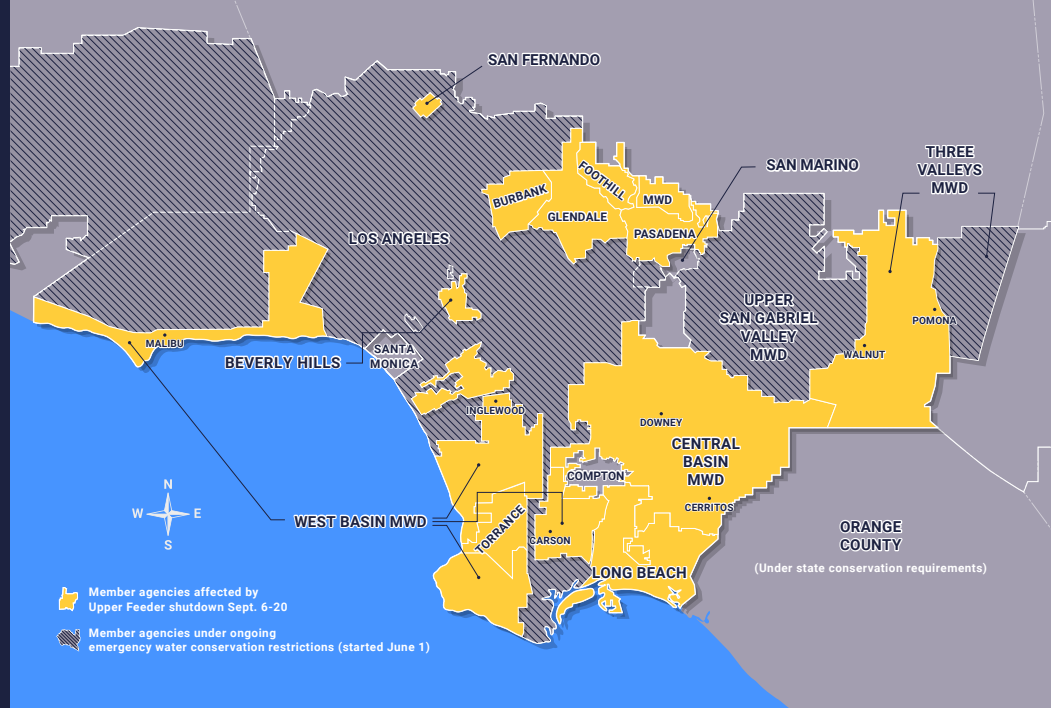 SAN FERNANDO
THREE
VALLEYS
MWD
SAN MARINO
BURBANK
FOOTHILL
MWD
GLENDALE
PASADENA
LOS ANGELES
UPPER
SAN GABRIEL
VALLEY
MWD
POMONA
WALNUT
MALIBU
BEVERLY HILLS
SANTA
MONICA
INGLEWOOD
DOWNEY
CENTRAL
BASIN
MWD
COMPTON
CERRITOS
N
W
E
S
WEST BASIN MWD
TORRANCE
CARSON
ORANGE
COUNTY
(Under state conservation requirements)
LONG BEACH
Member agencies affected by
Upper Feeder shutdown Sept. 6-20
Member agencies under ongoing
emergency water conservation restrictions (started June 1)